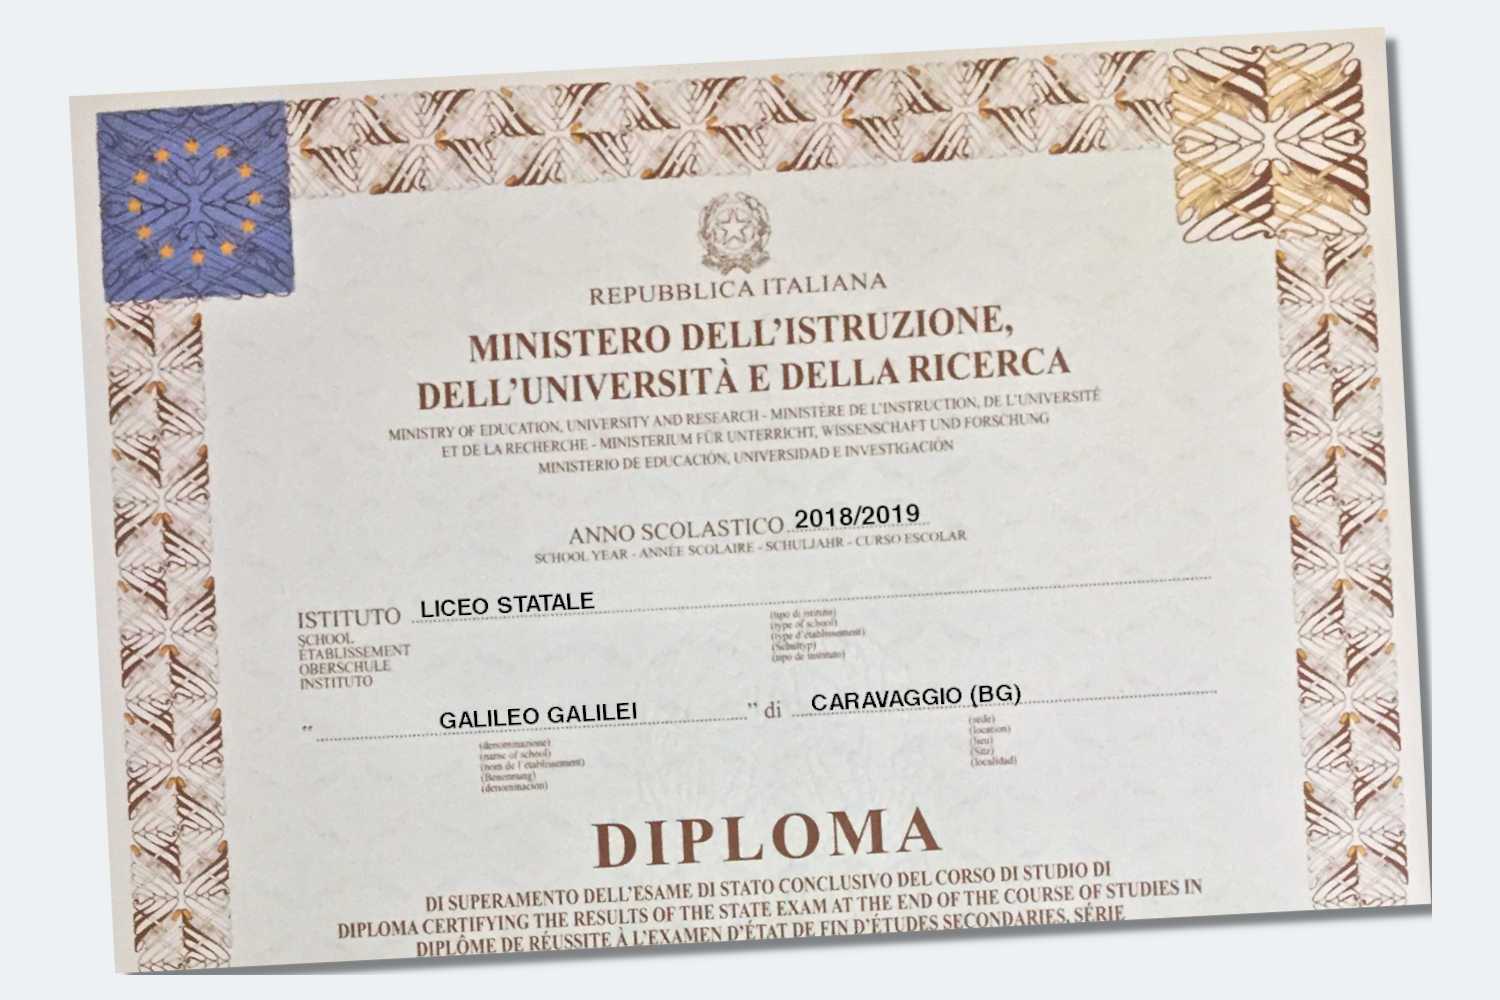 REPUBBLICA ITALIANA
MINISTERO DELL'ISTRUZIONE,
DELL'UNIVERSITÀ E DELLA RICERCA
MINISTRY OF EDUCATION, UNIVERSITY AND RESEARCH - MINISTÈRE DE L'INSTRUCTION, DE L'UNIVERSITÉ
ET DE LA RECHERCHE - MINISTERIUM FÜR UNTERRICHT, WISSENSCHAFT UND FORSCHUNG
MINISTERIO DE EDUCACIÓN, UNIVERSIDAD E INVESTIGACIÓN
ANNO SCOLASTICO 2018/2019
SCHOOL YEAR - ANNÉE SCOLAIRE - SCHULJAHR - CURSO ESCOLAR
ISTITUTO LICEO STATALE
SCHOOL
ÉTABLISSEMENT
OBERSCHULE
INSTITUTO
(tipo di istituto)
(type of school)
(type d'établissement)
(Schultyp)
(tipo de instituto)
" GALILEO GALILEI " di CARAVAGGIO (BG)
(denominazione)
(name of school)
(nom de l'établissement)
(Benennung)
(denominacion)
(sede)
(location)
(lieu)
(Sitz)
(localidad)
DIPLOMA
DI SUPERAMENTO DELL'ESAME DI STATO CONCLUSIVO DEL CORSO DI STUDIO DI
DIPLOMA CERTIFYING THE RESULTS OF THE STATE EXAM AT THE END OF THE COURSE OF STUDIES IN
DIPLÔME DE RÉUSSITE À L'EXAMEN D'ÉTAT DE FIN D'ÉTUDES SECONDARIES, SÉRIE